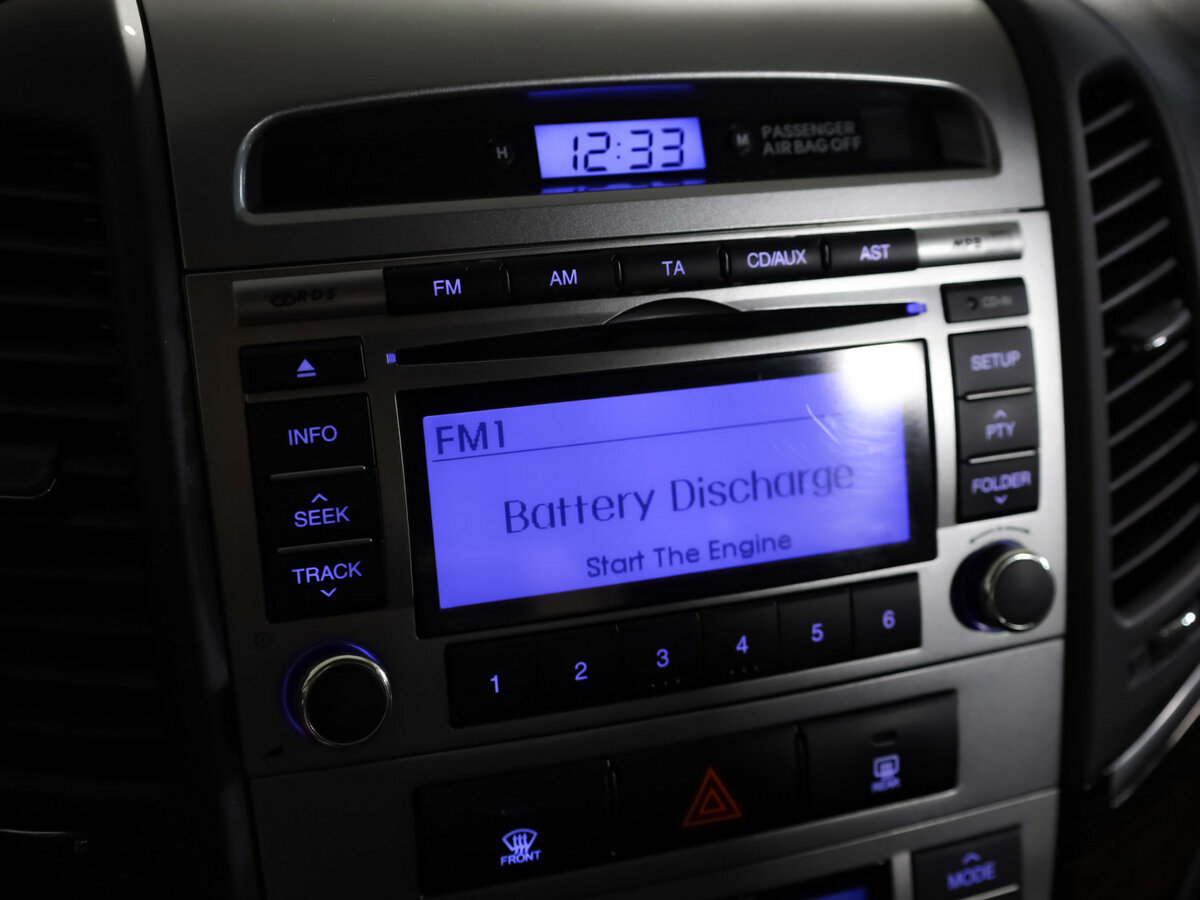 H
12:33
M
PASSENGER
AIR BAG OFF
R·D·S
FM
AM
TA
CD/AUX
AST
MP3
CD-IN
INFO
SEEK
TRACK
FM1
Battery Discharge
Start The Engine
SETUP
PTY
FOLDER
1
2
3
4
5
6
FRONT
REAR
MODE